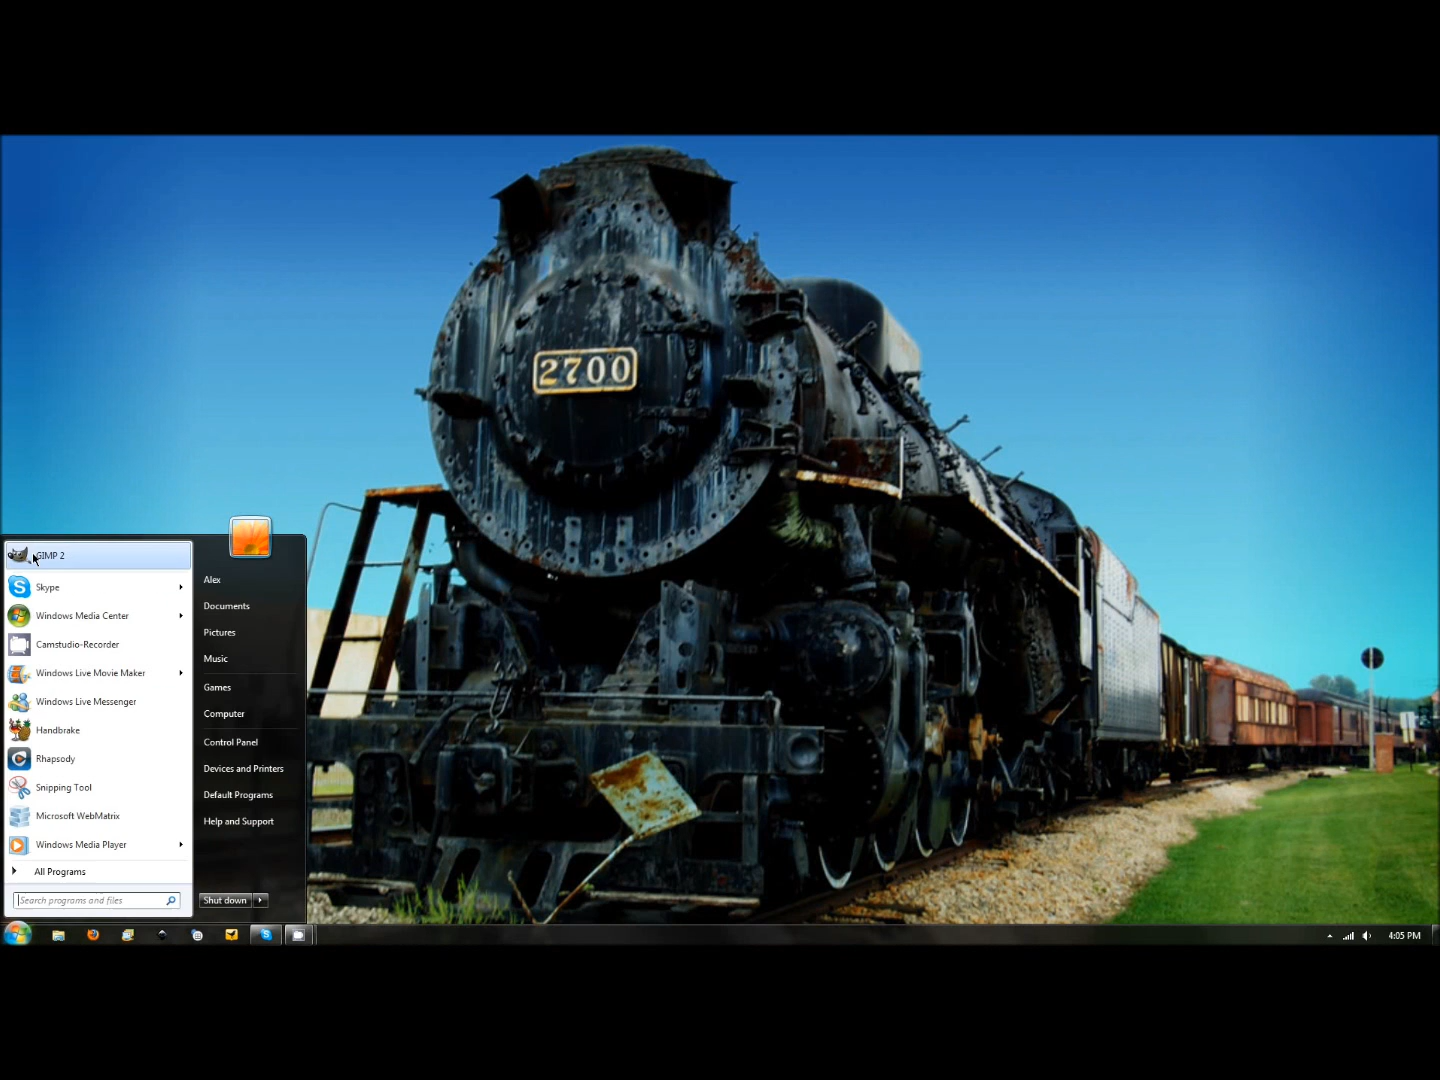 2700
GIMP 2
Skype
Windows Media Center
Camstudio-Recorder
Windows Live Movie Maker
Windows Live Messenger
Handbrake
Rhapsody
Snipping Tool
Microsoft WebMatrix
Windows Media Player
All Programs
Search programs and files
Alex
Documents
Pictures
Music
Games
Computer
Control Panel
Devices and Printers
Default Programs
Help and Support
Shut down
4:05 PM